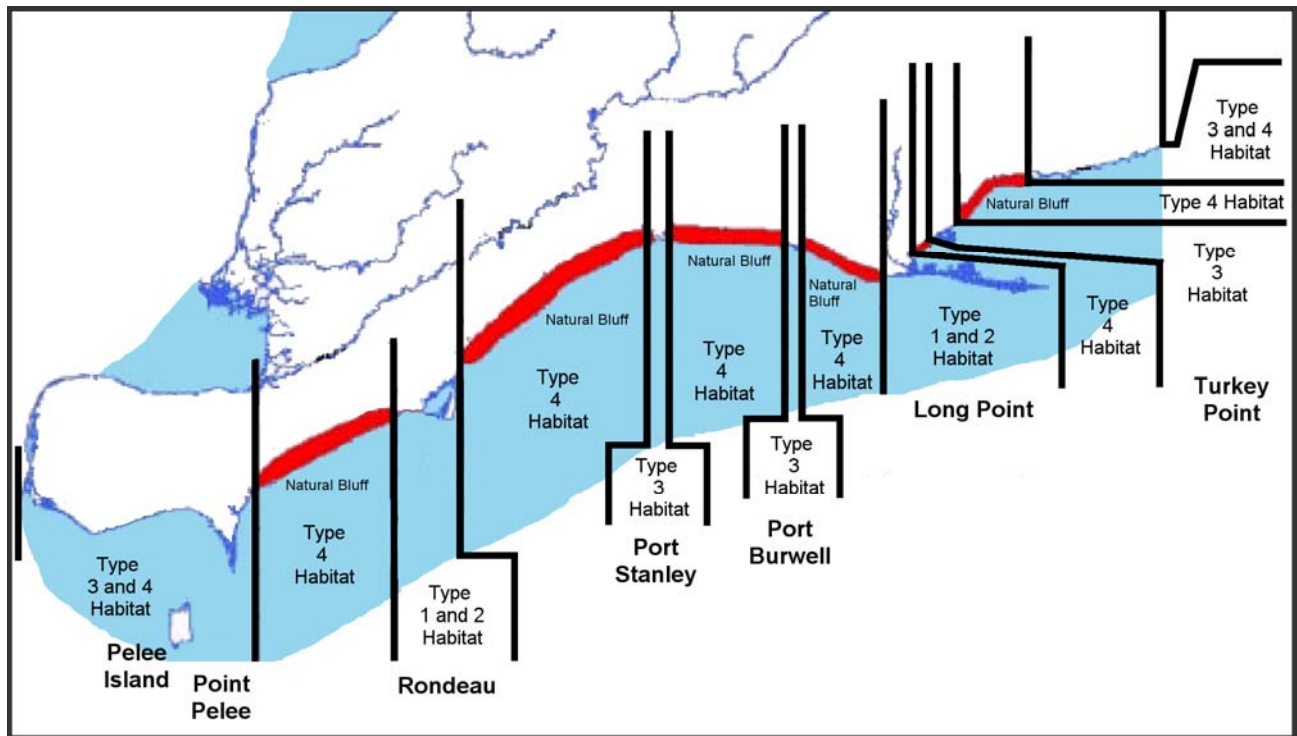 Type
3 and 4
Habitat
Natural Bluff
Type 4 Habitat
Type
3
Habitat
Natural Bluff
Natural Bluff
Natural Bluff
Type
1 and 2
Habitat
Type
4
Habitat
Type
4
Habitat
Type
4
Habitat
Type
4
Habitat
Long Point
Turkey
Point
Type
3
Habitat
Type
3
Habitat
Port
Stanley
Port
Burwell
Natural Bluff
Type
4
Habitat
Type
3 and 4
Habitat
Type
1 and 2
Habitat
Pelee
Island
Point
Pelee
Rondeau